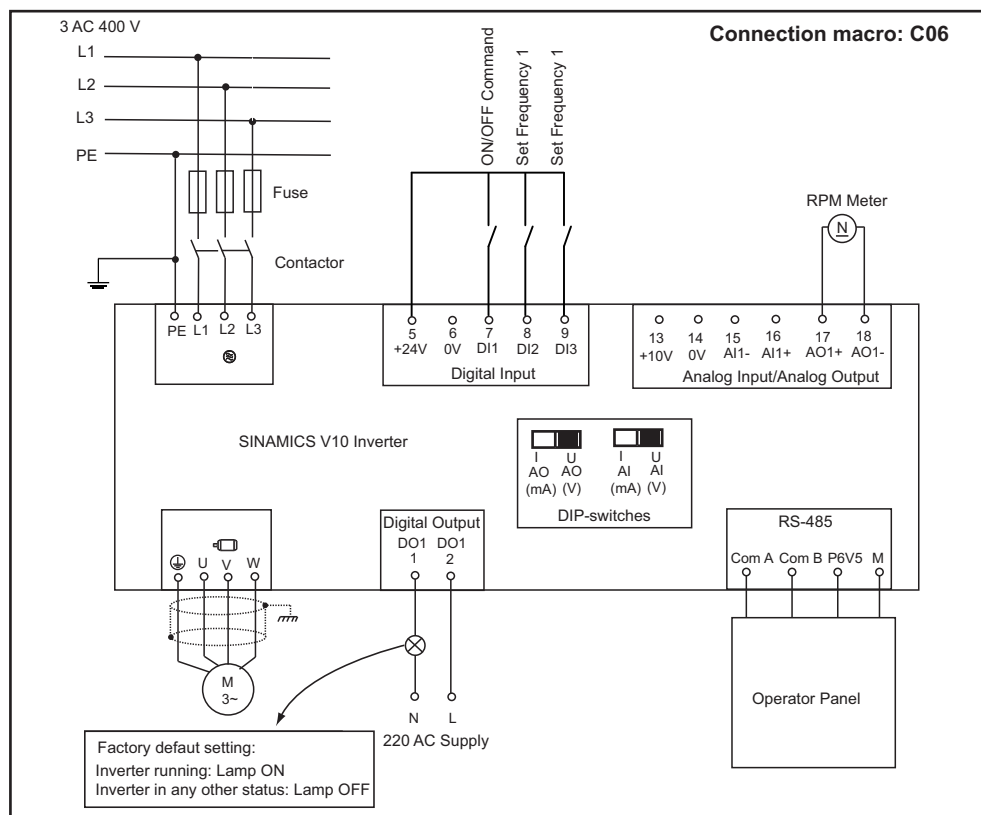 3 AC 400 V
Connection macro: C06
L1
L2
L3
PE
ON/OFF Command
Set Frequency 1
Set Frequency 1
Fuse
Contactor
RPM Meter
N
PE L1 L2 L3
5 6 7 8 9
+24V 0V DI1 DI2 DI3
Digital Input
13 14 15 16 17 18
+10V 0V AI1- AI1+ AO1+ AO1-
Analog Input/Analog Output
SINAMICS V10 Inverter
I U I U
AO AO AI AI
(mA) (V) (mA) (V)
DIP-switches
U V W
Digital Output
DO1 DO1
1 2
RS-485
Com A Com B P6V5 M
M
3~
N L
220 AC Supply
Operator Panel
Factory defaut setting:
Inverter running: Lamp ON
Inverter in any other status: Lamp OFF